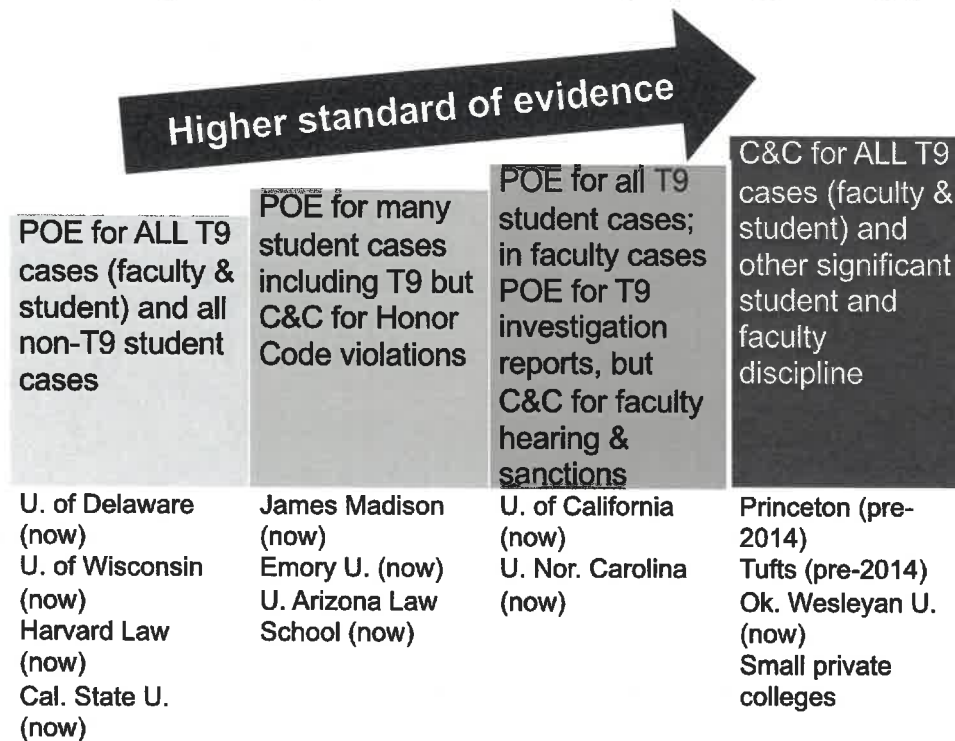 Higher standard of evidence
POE for ALL T9
cases (faculty &
student) and all
non-T9 student
cases
POE for many
student cases
including T9 but
C&C for Honor
Code violations
POE for all T9
student cases;
in faculty cases
POE for T9
investigation
reports, but
C&C for faculty
hearing &
sanctions
C&C for ALL T9
cases (faculty &
student) and
other significant
student and
faculty
discipline
U. of Delaware
(now)
U. of Wisconsin
(now)
Harvard Law
(now)
Cal. State U.
(now)
James Madison
(now)
Emory U. (now)
U. Arizona Law
School (now)
U. of California
(now)
U. Nor. Carolina
(now)
Princeton (pre-
2014)
Tufts (pre-2014)
Ok. Wesleyan U.
(now)
Small private
colleges